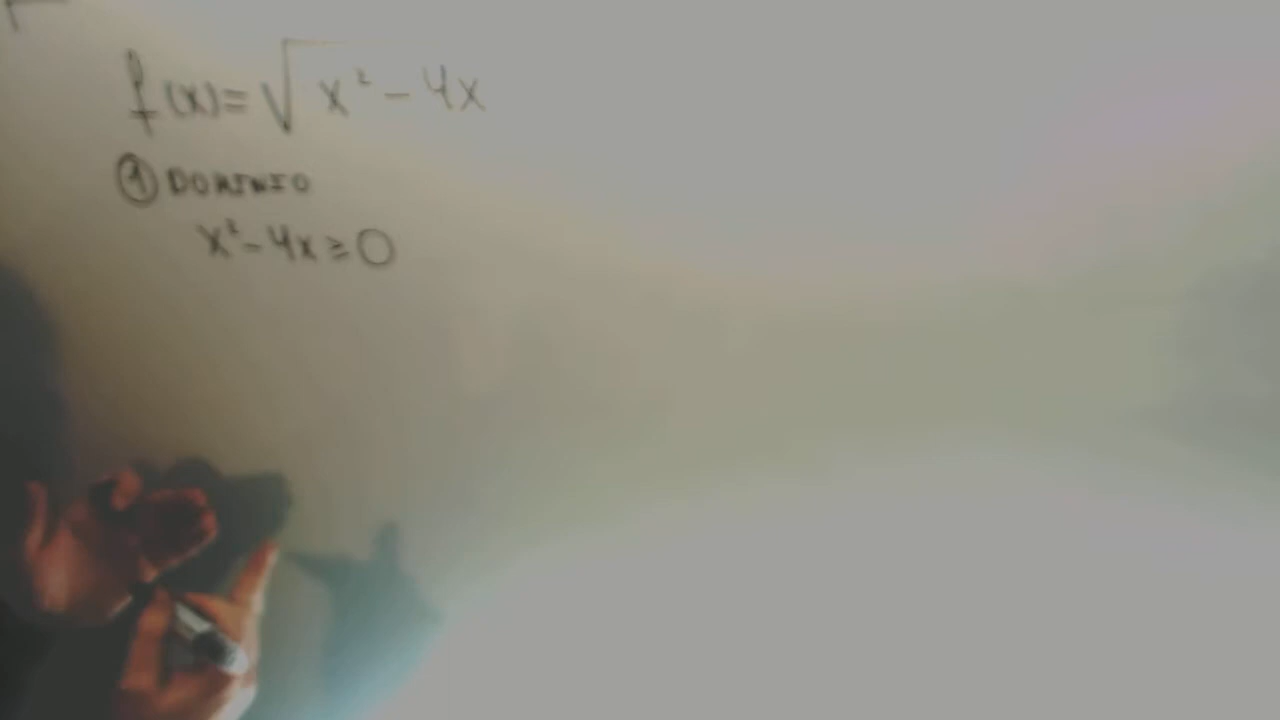 f(x)=√x²-4x
① DOMINIO
x²-4x≥0